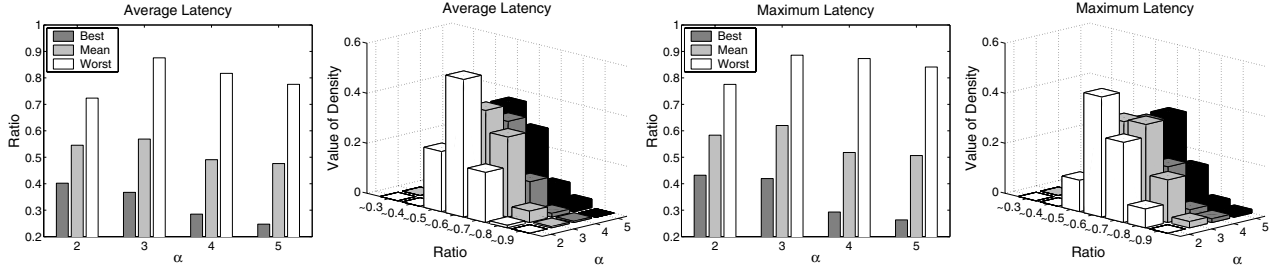 Average Latency
1
0.9
0.8
0.7
0.6
0.5
0.4
0.3
0.2
Ratio
Best
Mean
Worst
2 3 4 5
α
Average Latency
0.6
0.4
0.2
0
Value of Density
~0.3 ~0.4 ~0.5 ~0.6 ~0.7 ~0.8 ~0.9
Ratio
2 3 4 5
α
Maximum Latency
1
0.9
0.8
0.7
0.6
0.5
0.4
0.3
0.2
Ratio
Best
Mean
Worst
2 3 4 5
α
Maximum Latency
0.6
0.4
0.2
0
Value of Density
~0.3 ~0.4 ~0.5 ~0.6 ~0.7 ~0.8 ~0.9
Ratio
2 3 4 5
α